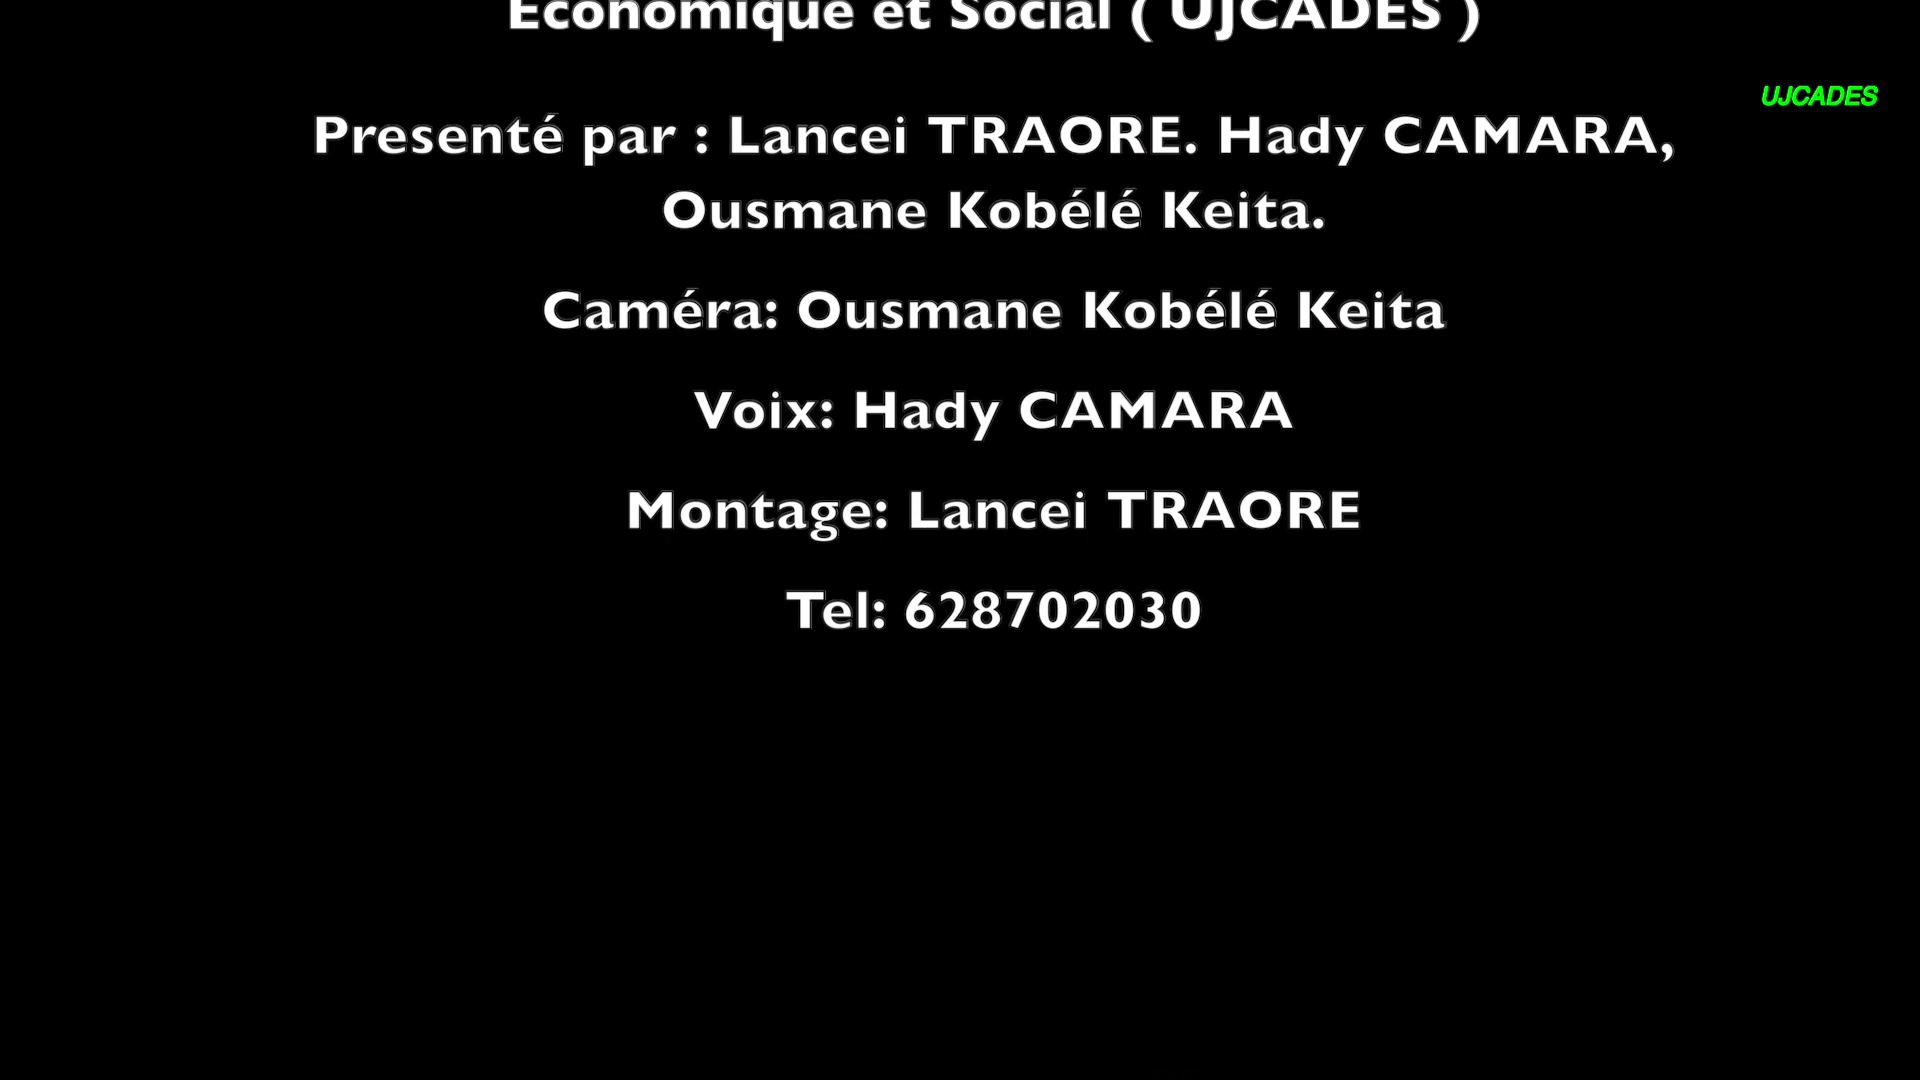 Economique et Social ( UJCADES )
UJCADES
Presenté par : Lancei TRAORE. Hady CAMARA,
Ousmane Kobélé Keita.
Caméra: Ousmane Kobélé Keita
Voix: Hady CAMARA
Montage: Lancei TRAORE
Tel: 628702030